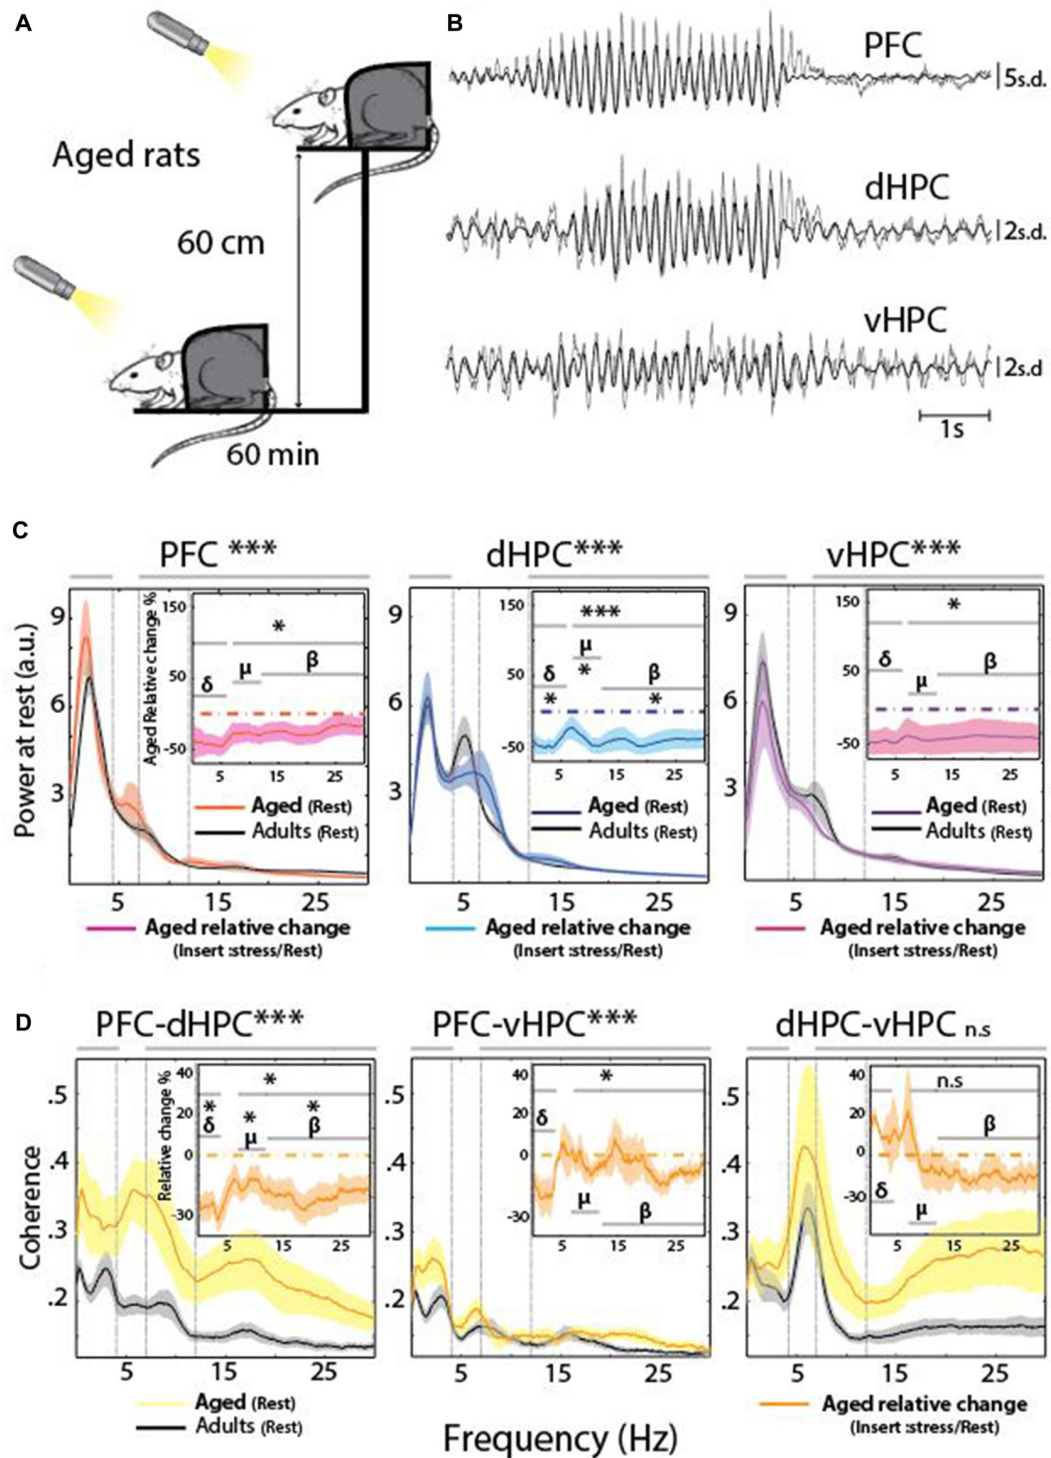 A
Aged rats
60 cm
60 min
B
PFC
5s.d.
dHPC
2s.d.
vHPC
2s.d
1s
C
PFC ***
dHPC***
vHPC***
Power at rest (a.u.)
9
6
3
5 15 25
Aged Relative change %
150
50
-50
*
δ μ β
5 15 25
Aged (Rest)
Adults (Rest)
Aged relative change
(Insert :stress/Rest)
9
6
3
5 15 25
150
50
-50
***
δ μ β
* * *
5 15 25
Aged (Rest)
Adults (Rest)
Aged relative change
(Insert :stress/Rest)
9
6
3
5 15 25
150
50
-50
*
δ μ β
5 15 25
Aged (Rest)
Adults (Rest)
Aged relative change
(Insert :stress/Rest)
D
PFC-dHPC***
PFC-vHPC***
dHPC-vHPC n.s
Coherence
.5
.4
.3
.2
5 15 25
Relative change %
40
20
0
-30
*
* * *
δ μ β
5 15 25
5 15 25
40
20
0
-30
*
δ μ β
5 15 25
5 15 25
.5
.4
.3
.2
40
20
0
-30
n.s
δ μ β
5 15 25
5 15 25
Aged (Rest)
Adults (Rest)
Frequency (Hz)
Aged relative change
(Insert :stress/Rest)